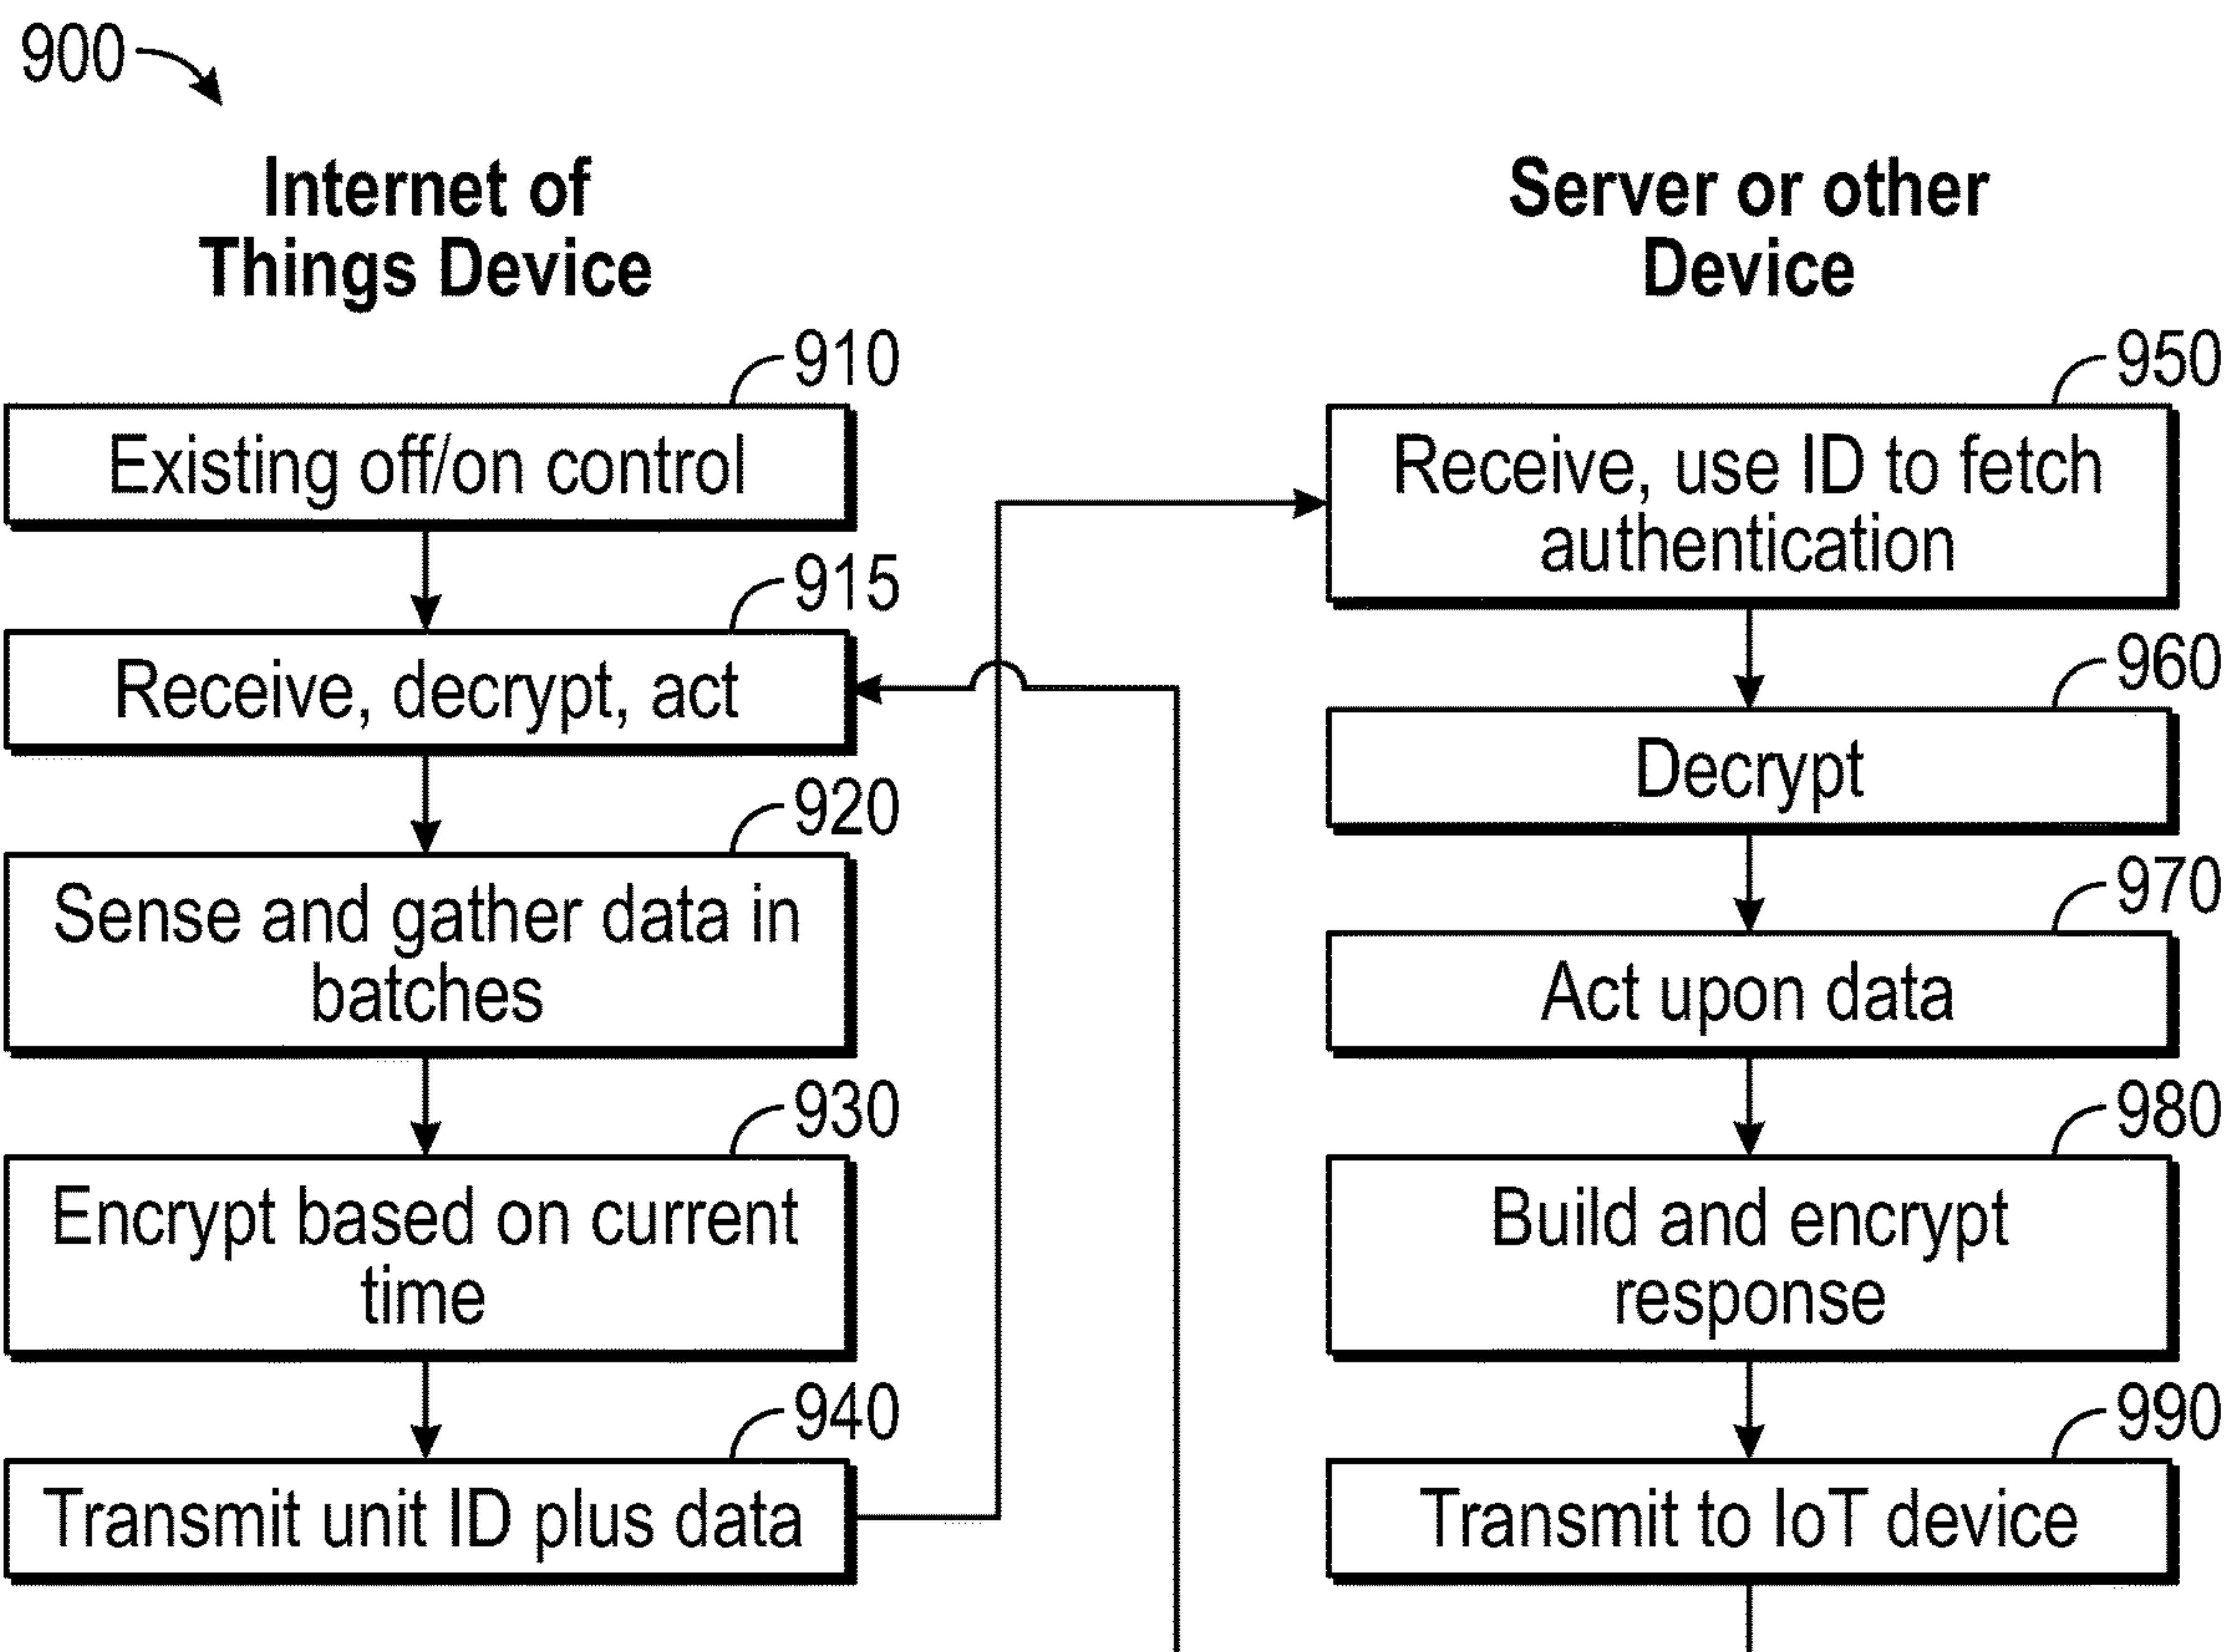 900
Internet of
Things Device
910
Existing off/on control
915
Receive, decrypt, act
920
Sense and gather data in
batches
930
Encrypt based on current
time
940
Transmit unit ID plus data
Server or other
Device
950
Receive, use ID to fetch
authentication
960
Decrypt
970
Act upon data
980
Build and encrypt
response
990
Transmit to IoT device